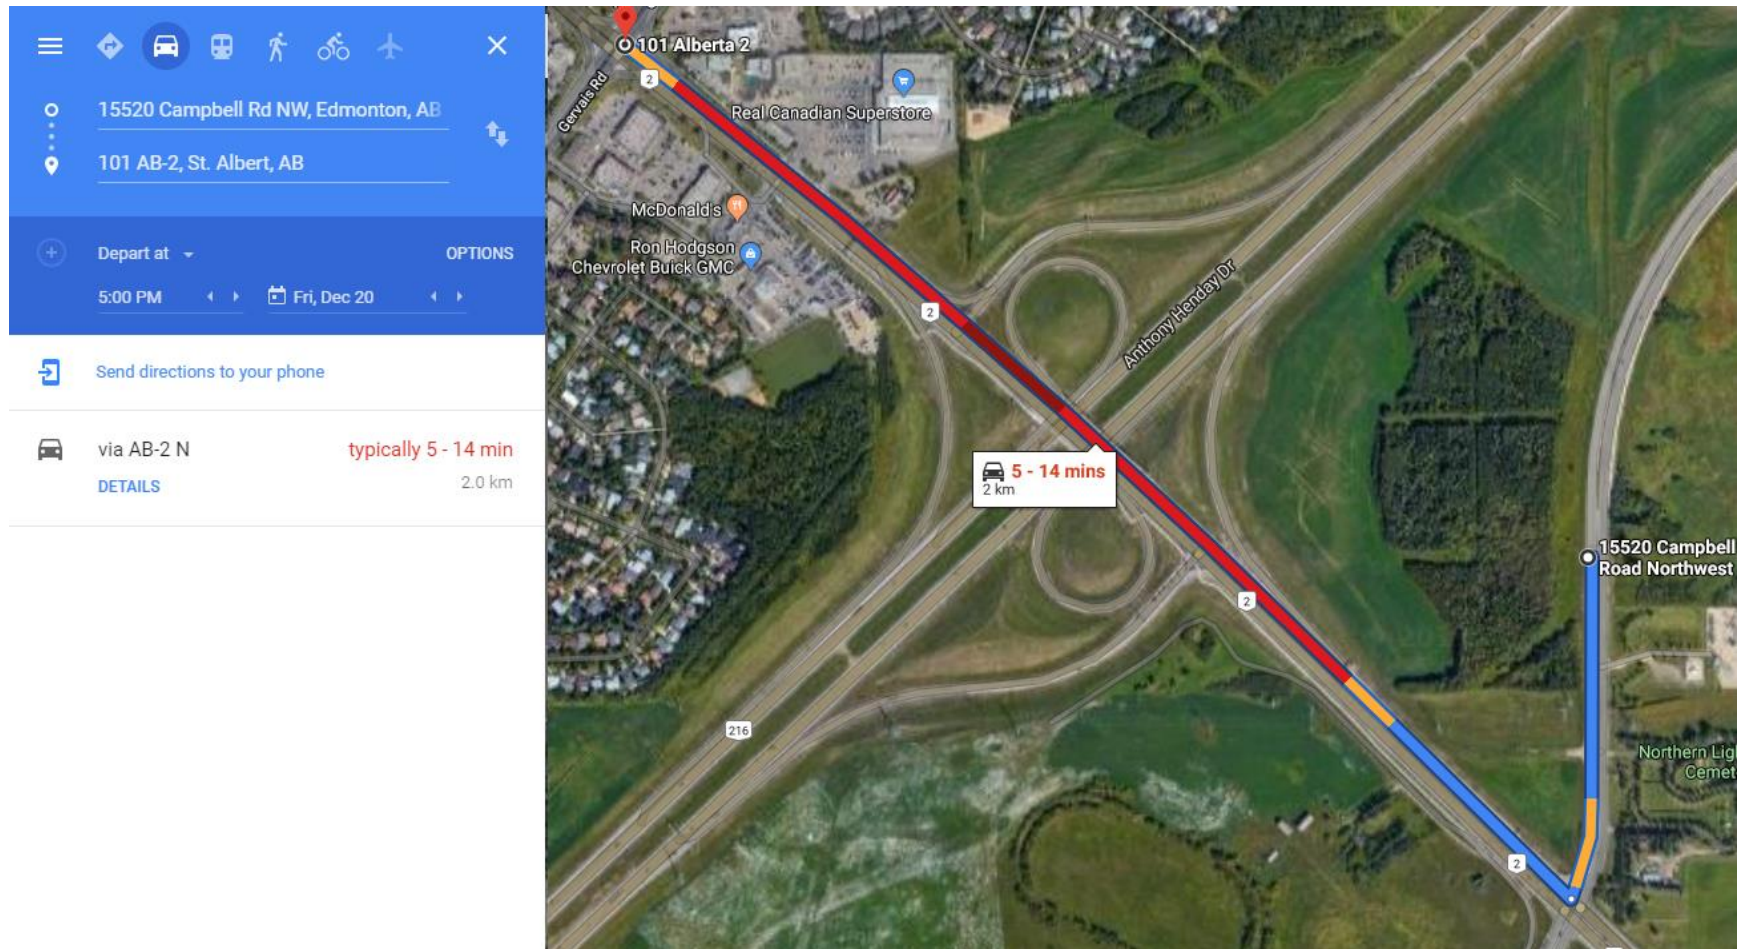 15520 Campbell Rd NW, Edmonton, AB
101 AB-2, St. Albert, AB
Depart at
OPTIONS
5:00 PM
Fri, Dec 20
Send directions to your phone
via AB-2 N
typically 5 - 14 min
DETAILS
2.0 km
101 Alberta 2
2
Gervais Rd
Real Canadian Superstore
McDonald's
Ron Hodgson
Chevrolet Buick GMC
2
Anthony Henday Dr
5 - 14 mins
2 km
15520 Campbell
Road Northwest
2
216
Northern Lig
Cemet
2